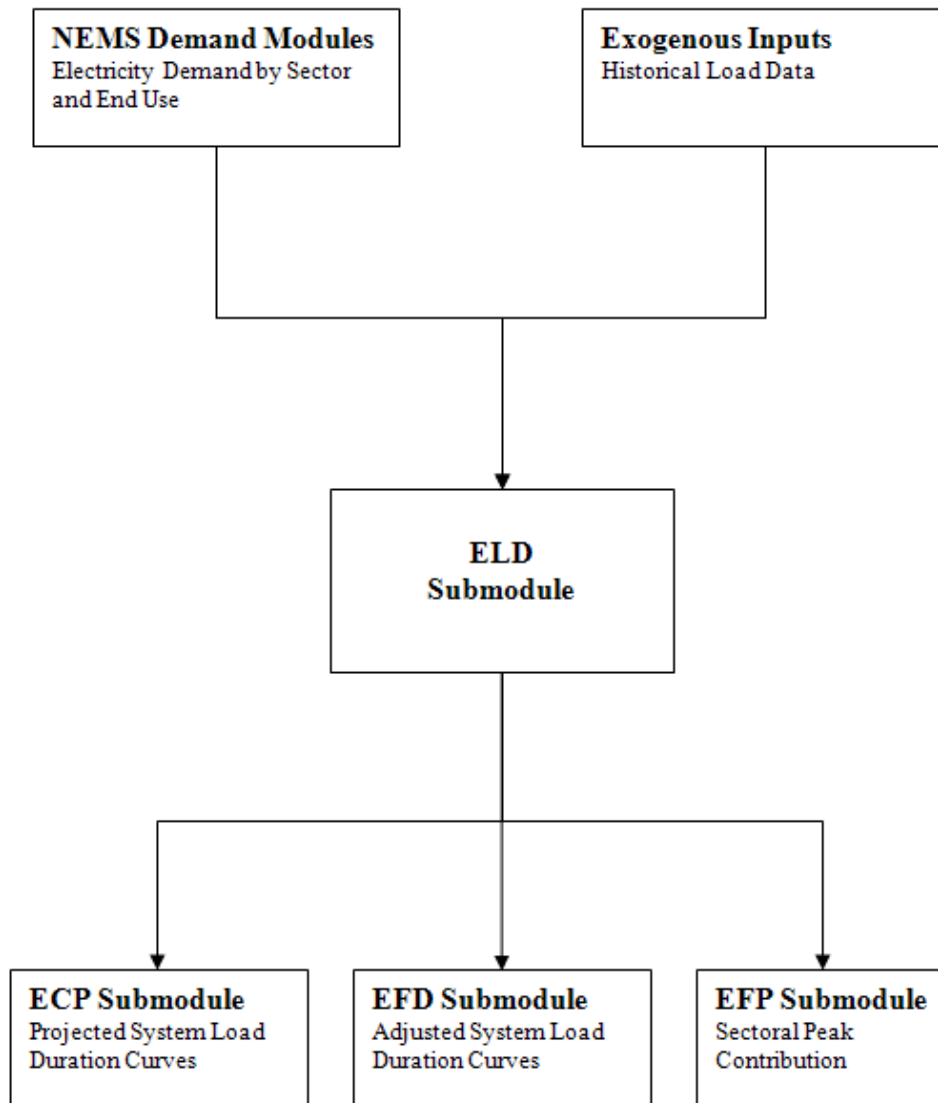 NEMS Demand Modules
Electricity Demand by Sector
and End Use
Exogenous Inputs
Historical Load Data
ELD
Submodule
ECP Submodule
Projected System Load
Duration Curves
EFD Submodule
Adjusted System Load
Duration Curves
EFP Submodule
Sectoral Peak
Contribution